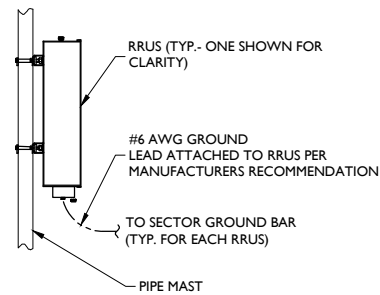 RRUS (TYP.- ONE SHOWN FOR
CLARITY)
#6 AWG GROUND
LEAD ATTACHED TO RRUS PER
MANUFACTURERS RECOMMENDATION
TO SECTOR GROUND BAR
(TYP. FOR EACH RRUS)
PIPE MAST